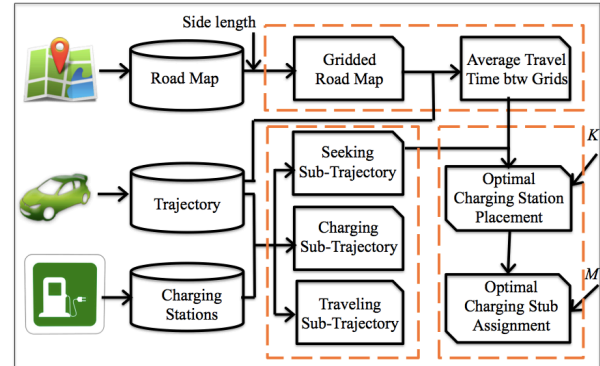 Side length
Road Map
Gridded
Road Map
Average Travel
Time btw Grids
Trajectory
Seeking
Sub-Trajectory
K
Optimal
Charging Station
Placement
Charging
Sub-Trajectory
Charging
Stations
Traveling
Sub-Trajectory
M
Optimal
Charging Stub
Assignment